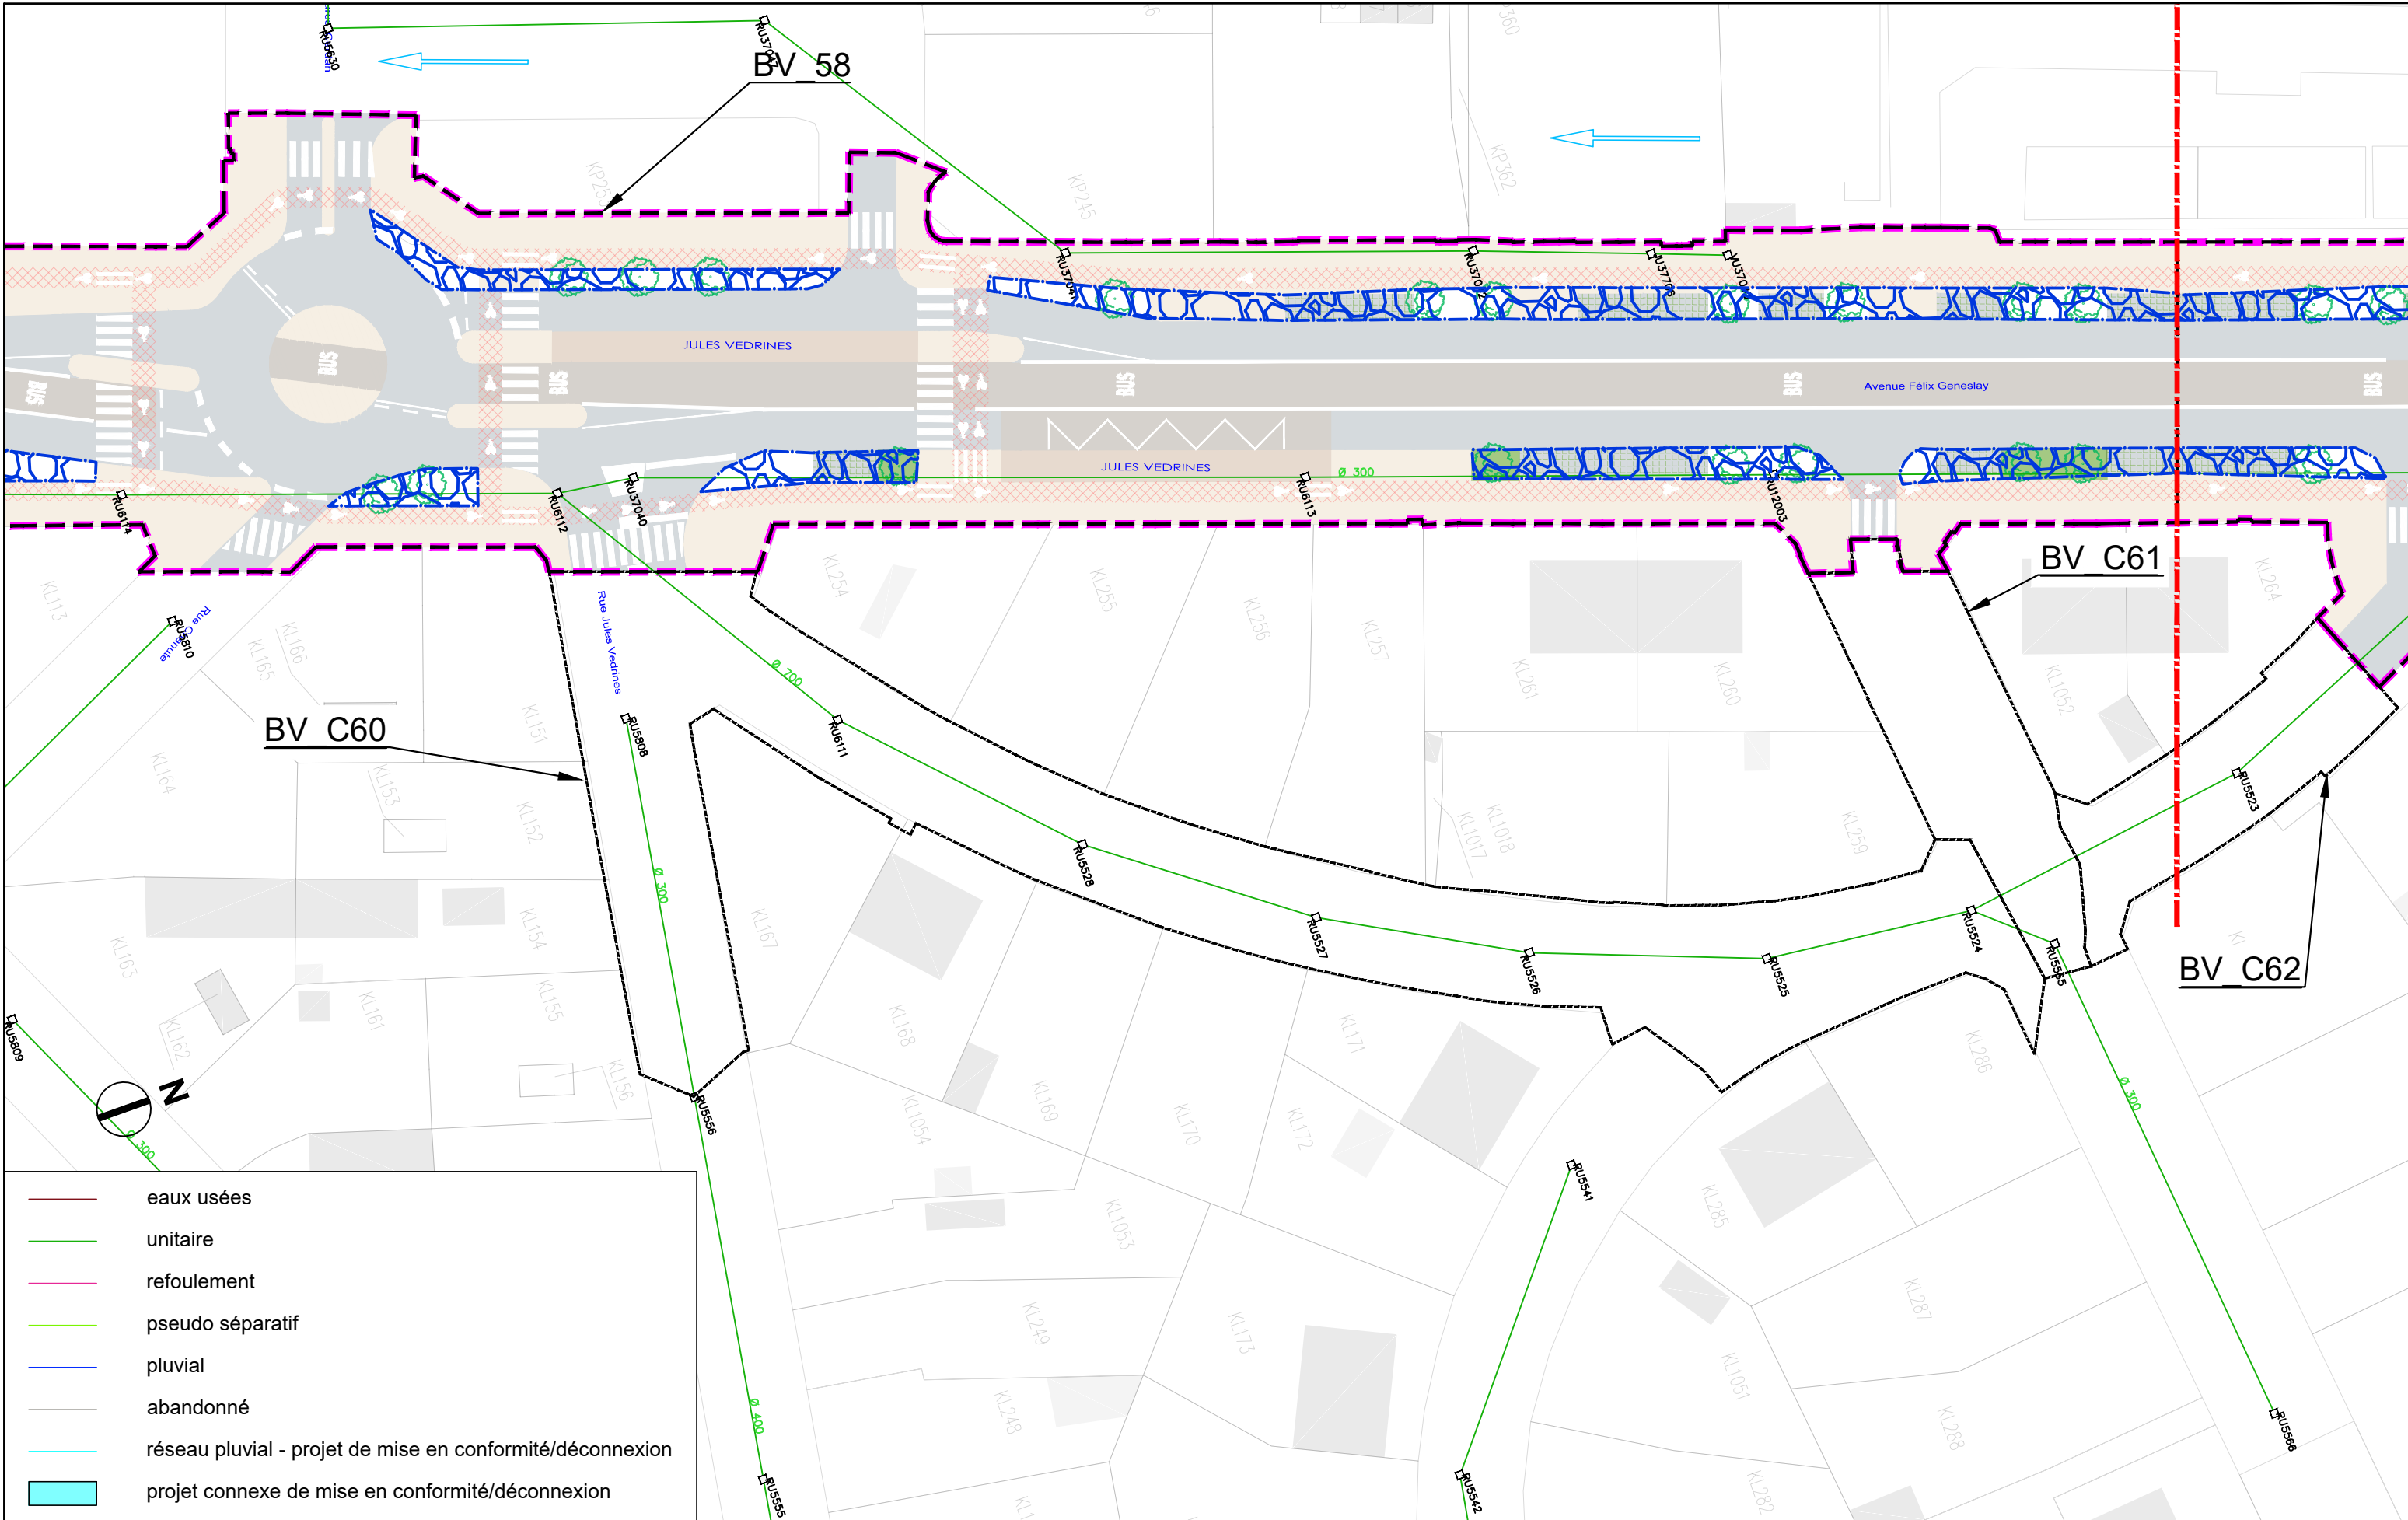 RU5630
BV_58
KP362
KP245
JULES VEDRINES
BUS
BUS
BUS
BUS
BUS
BUS
Avenue Félix Geneslay
JULES VEDRINES
Ø 300
RU6114
RU6112
RU37040
RU6113
RU12003
BV_C61
KL113
KL254
KL255
KL256
KL257
KL261
KL260
KL1052
KL264
RU5810
Rue Jules Vedrines
KL166
KL165
KL151
RU5808
Ø 700
RU6111
BV_C60
KL164
KL153
KL152
RU5523
KL1017
KL1018
KL259
RU5528
Ø 300
KL163
KL154
KL167
RU5527
RU5526
RU5525
RU5524
RU5565
BV_C62
KL162
KL161
KL155
KL168
KL171
KL286
RU5809
N
Ø 300
KL156
RU5556
KL1054
KL169
KL170
KL172
Ø 300
RU5541
KL285
KL1053
KL287
KL249
KL173
KL1051
KL248
KL288
RU5566
Ø 400
RU5555
RU5542
KL282
eaux usées
unitaire
refoulement
pseudo séparatif
pluvial
abandonné
réseau pluvial - projet de mise en conformité/déconnexion
projet connexe de mise en conformité/déconnexion